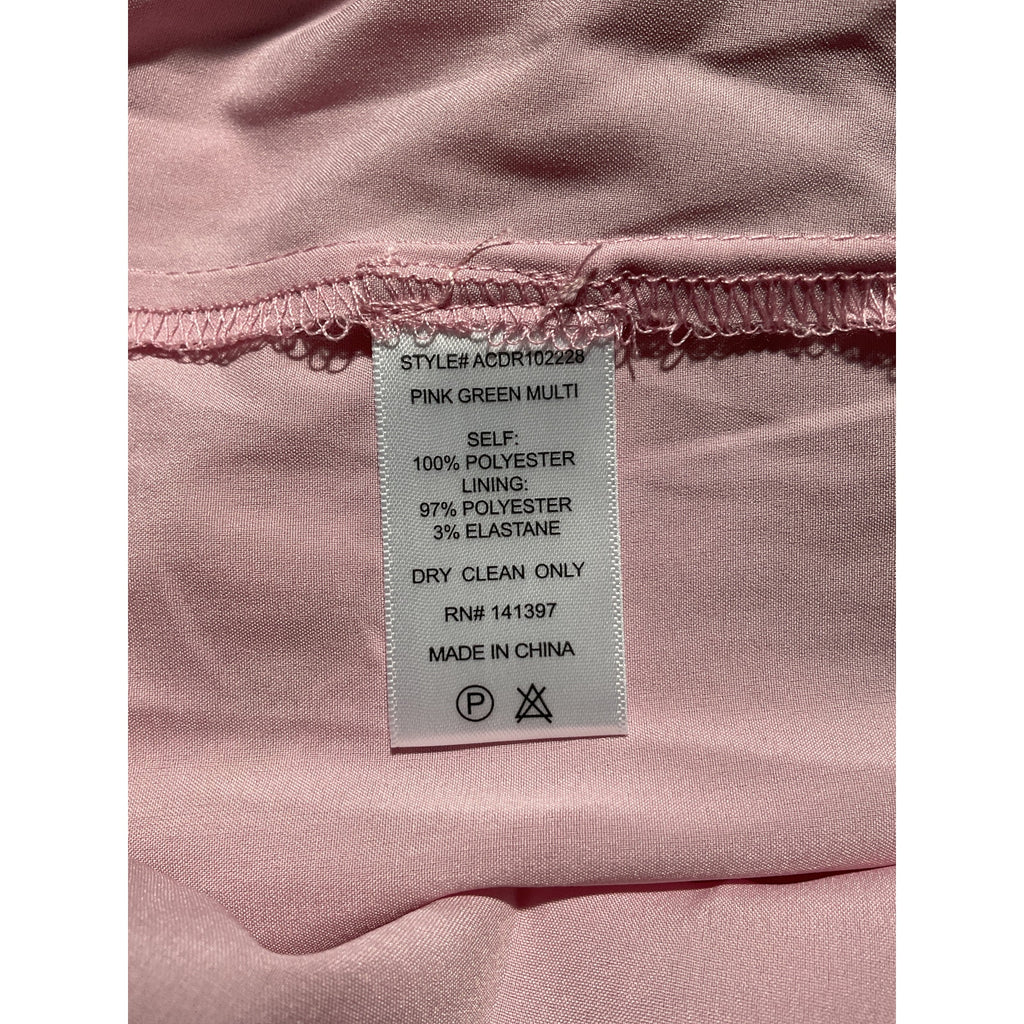 STYLE# ACDR102228
PINK GREEN MULTI
SELF:
100% POLYESTER
LINING:
97% POLYESTER
3% ELASTANE
DRY CLEAN ONLY
RN# 141397
MADE IN CHINA
P